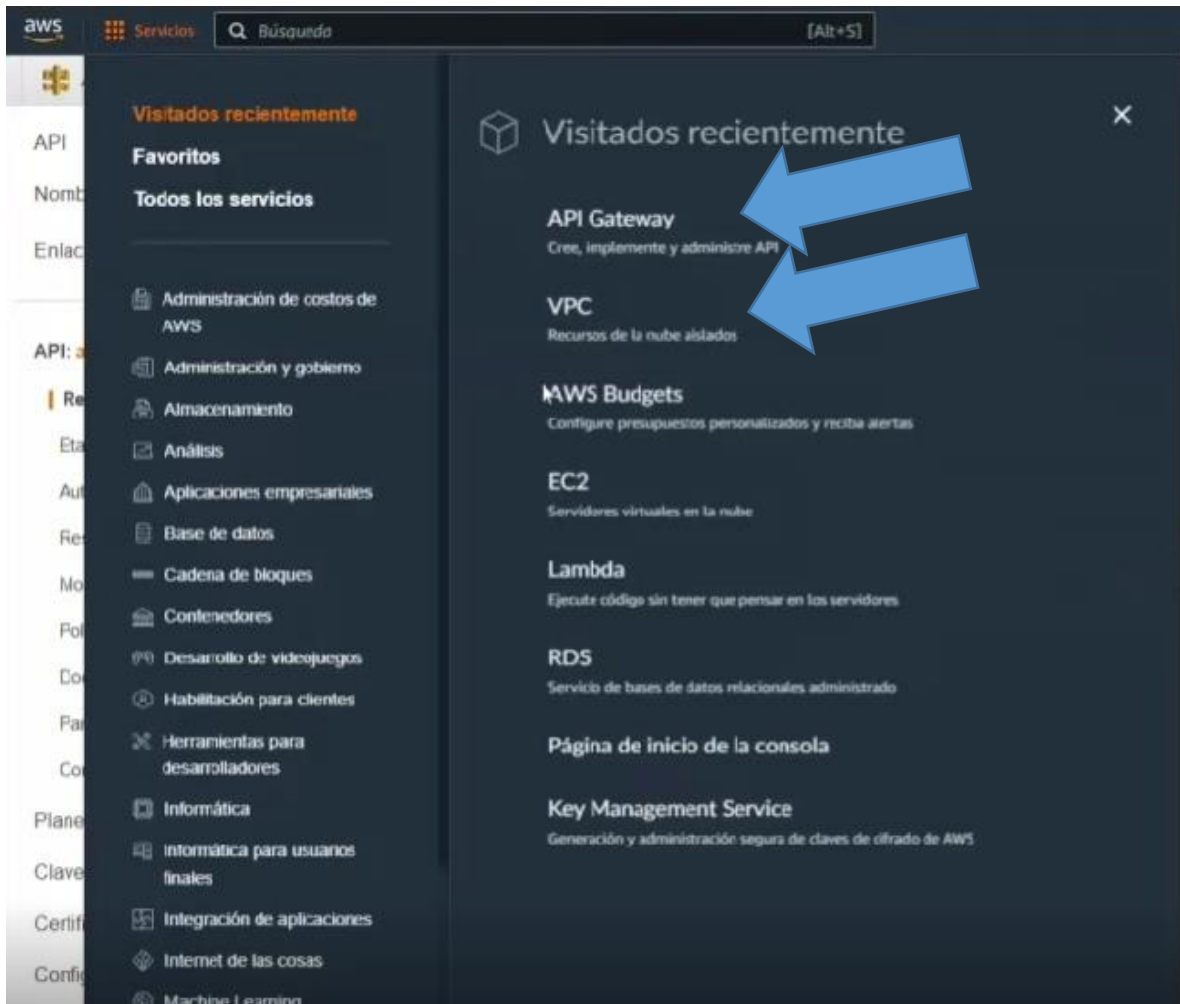 aws
Servicios
Búsqueda
[Alt+S]
API
Nomb
Enlac
API: a
Re
Eta
Aut
Re
Mo
Pol
Do
Pa
Co
Plane
Clave
Certifi
Config
Visitados recientemente
Favoritos
Todos los servicios
Administración de costos de
AWS
Administración y gobierno
Almacenamiento
Análisis
Aplicaciones empresariales
Base de datos
Cadena de bloques
Contenedores
Desarrollo de videojuegos
Habilitación para clientes
Herramientas para
desarrolladores
Informática
Informática para usuarios
finales
Integración de aplicaciones
Internet de las cosas
Machine Learning
Visitados recientemente
API Gateway
Cree, implemente y administre API
VPC
Recursos de la nube aislados
AWS Budgets
Configure presupuestos personalizados y reciba alertas
EC2
Servidores virtuales en la nube
Lambda
Ejecute código sin tener que pensar en los servidores
RDS
Servicio de bases de datos relacionales administrado
Página de inicio de la consola
Key Management Service
Generación y administración segura de claves de cifrado de AWS